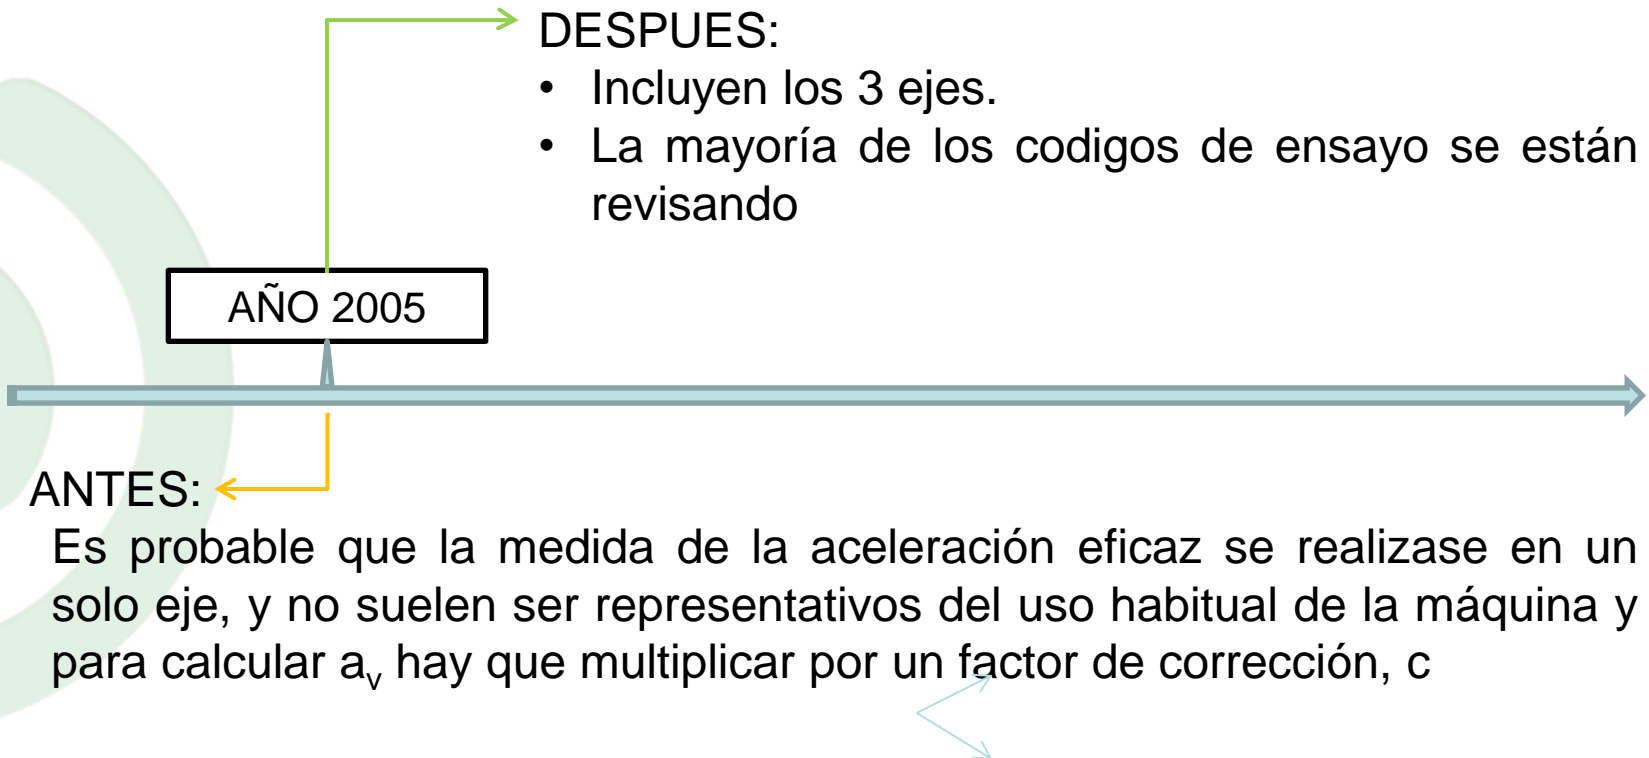 DESPUES:
• Incluyen los 3 ejes.
• La mayoría de los codigos de ensayo se están
revisando
AÑO 2005
ANTES:
Es probable que la medida de la aceleración eficaz se realizase en un
solo eje, y no suelen ser representativos del uso habitual de la máquina y
para calcular aᵥ hay que multiplicar por un factor de corrección, c